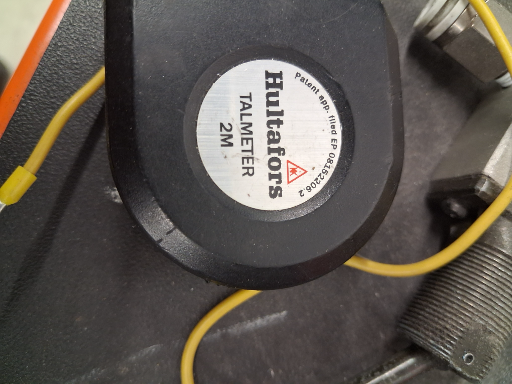 Patent app. filed EP 08152206.2
Hultafors
TALMETER
2M